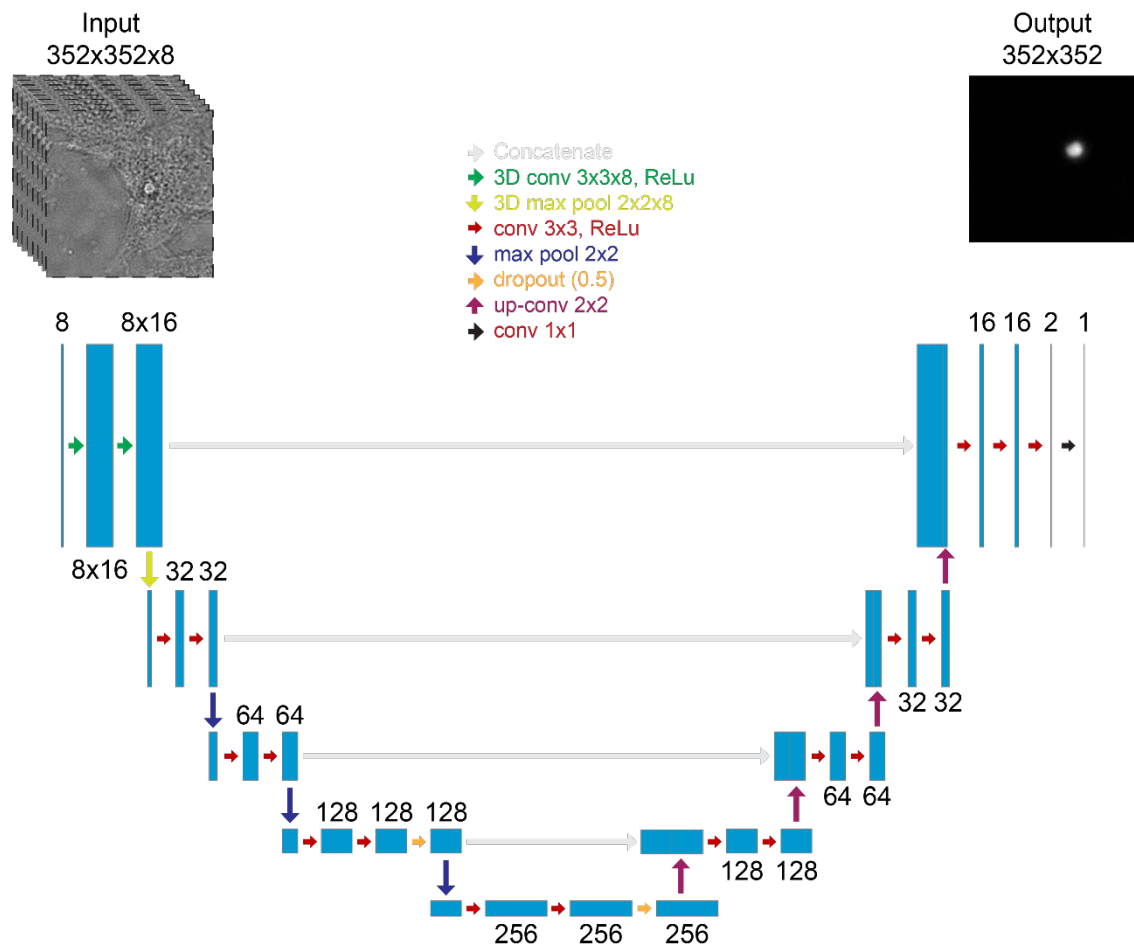 Input
352x352x8
Output
352x352
Concatenate
3D conv 3x3x8, ReLu
3D max pool 2x2x8
conv 3x3, ReLu
max pool 2x2
dropout (0.5)
up-conv 2x2
conv 1x1
8 8x16
16 16 2 1
8x16 32 32
32 32
64 64
64 64
128 128 128
128 128
256 256 256